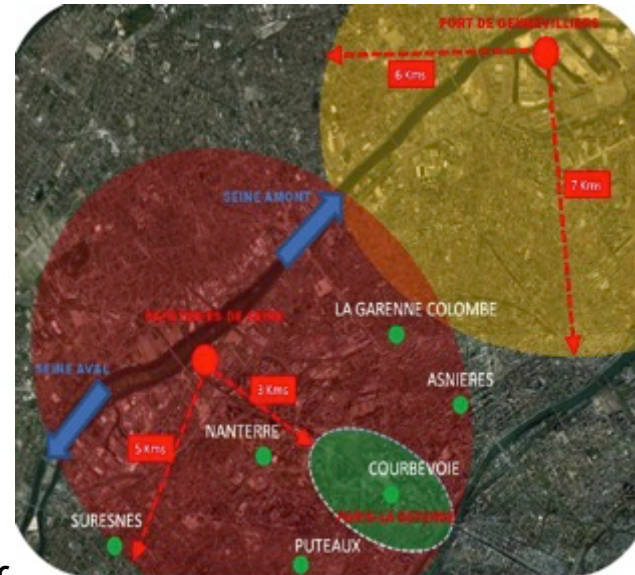 PORT DE GENNEVILLIERS
6 Kms
7 Kms
SEINE AMONT
LA GARENNE COLOMBE
SEINE AVAL
3 Kms
ASNIERES
NANTERRE
5 Kms
COURBEVOIE
SURESNES
PUTEAUX